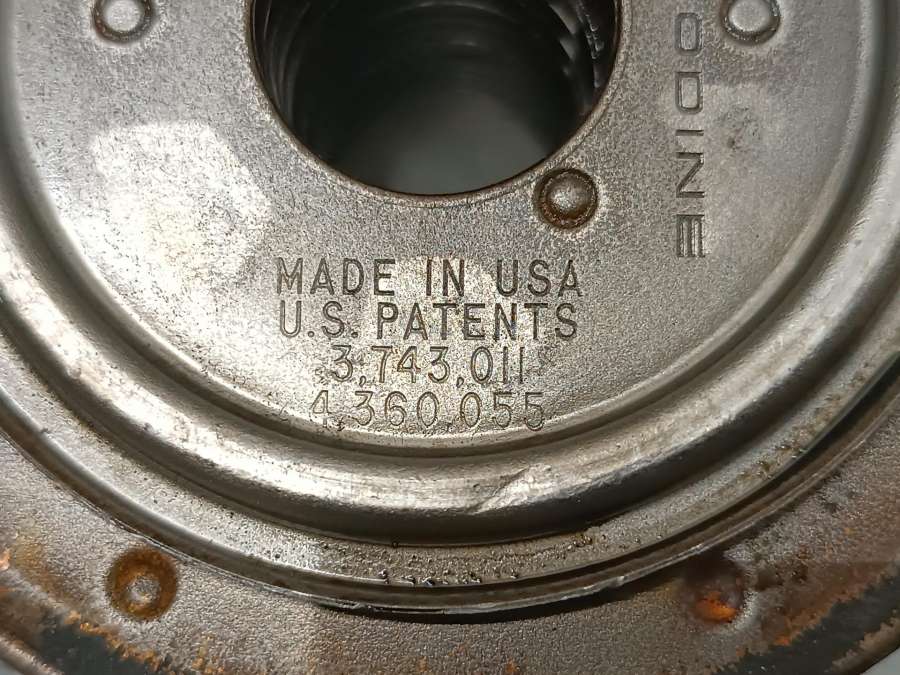 ODINE
MADE IN USA
U.S. PATENTS
3,743,011
4,360,055